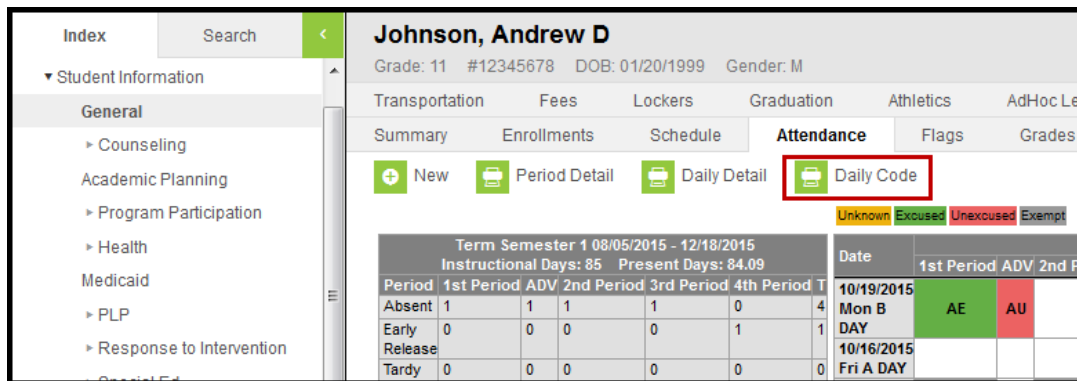 Index Search
Student Information
General
Counseling
Academic Planning
Program Participation
Health
Medicaid
PLP
Response to Intervention
Johnson, Andrew D
Grade: 11 #12345678 DOB: 01/20/1999 Gender: M
Transportation Fees Lockers Graduation Athletics AdHoc Le
Summary Enrollments Schedule Attendance Flags Grades
New Period Detail Daily Detail Daily Code
Unknown Excused Unexcused Exempt
Term Semester 1 08/05/2015 - 12/18/2015
Instructional Days: 85 Present Days: 84.09
Period 1st Period ADV 2nd Period 3rd Period 4th Period T
Absent 1 1 1 1 0 4
Early Release 0 0 0 0 1 1
Tardy 0 0 0 0 0 0
Date 1st Period ADV 2nd P
10/19/2015
Mon B AE AU
DAY
10/16/2015
Fri A DAY